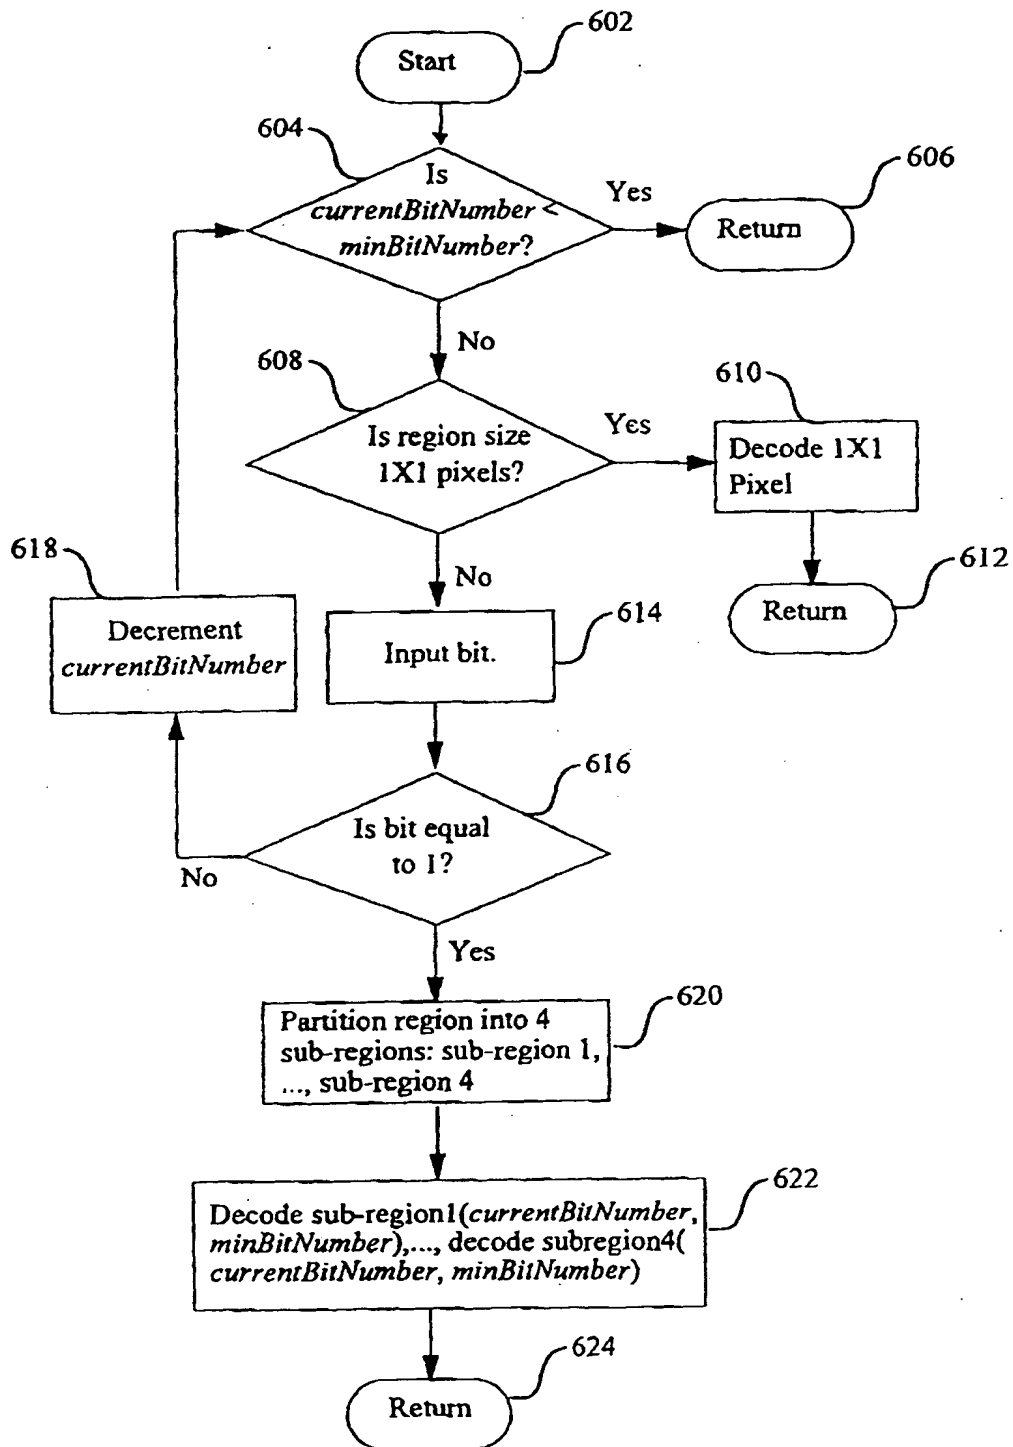 602
Start
604
Is
currentBitNumber <
minBitNumber?
Yes
606
Return
No
608
Is region size
1X1 pixels?
Yes
610
Decode 1X1
Pixel
612
Return
618
Decrement
currentBitNumber
No
614
Input bit.
616
Is bit equal
to 1?
No
Yes
620
Partition region into 4
sub-regions: sub-region 1,
..., sub-region 4
622
Decode sub-region1(currentBitNumber,
minBitNumber),..., decode subregion4(
currentBitNumber, minBitNumber)
624
Return